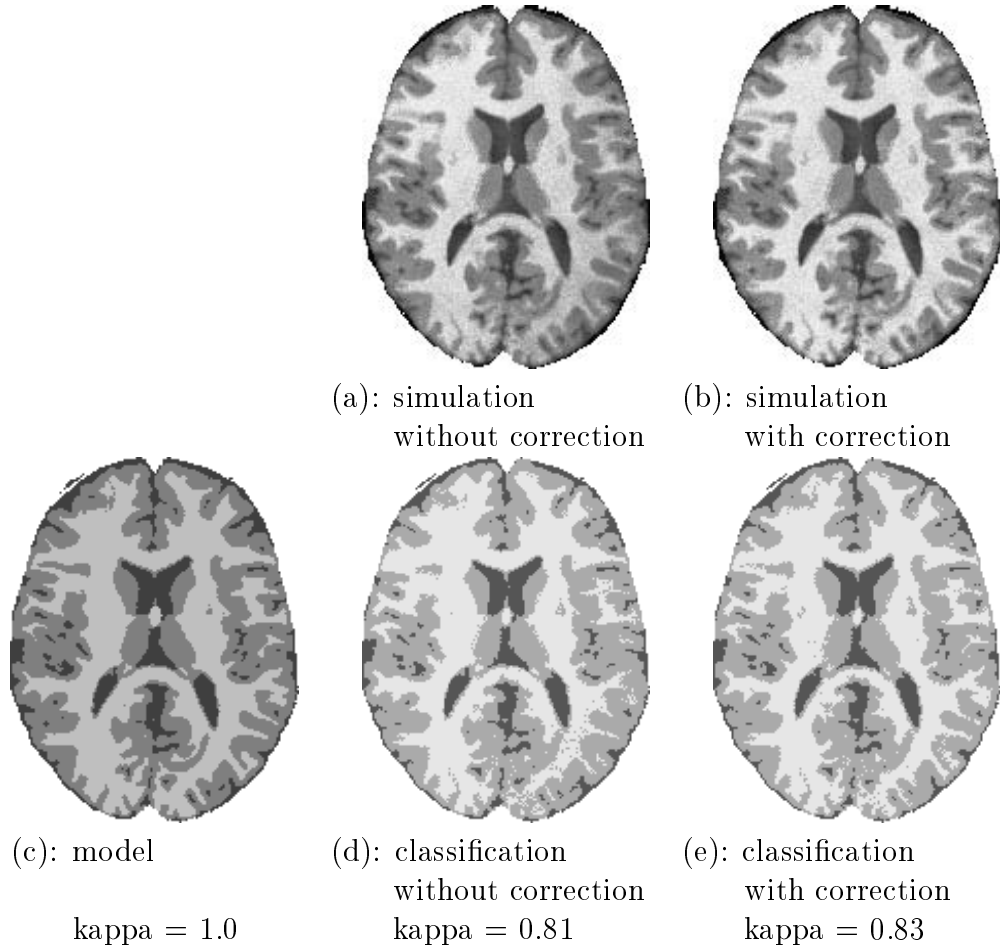 (a): simulation
without correction
(b): simulation
with correction
(c): model
kappa = 1.0
(d): classification
without correction
kappa = 0.81
(e): classification
with correction
kappa = 0.83